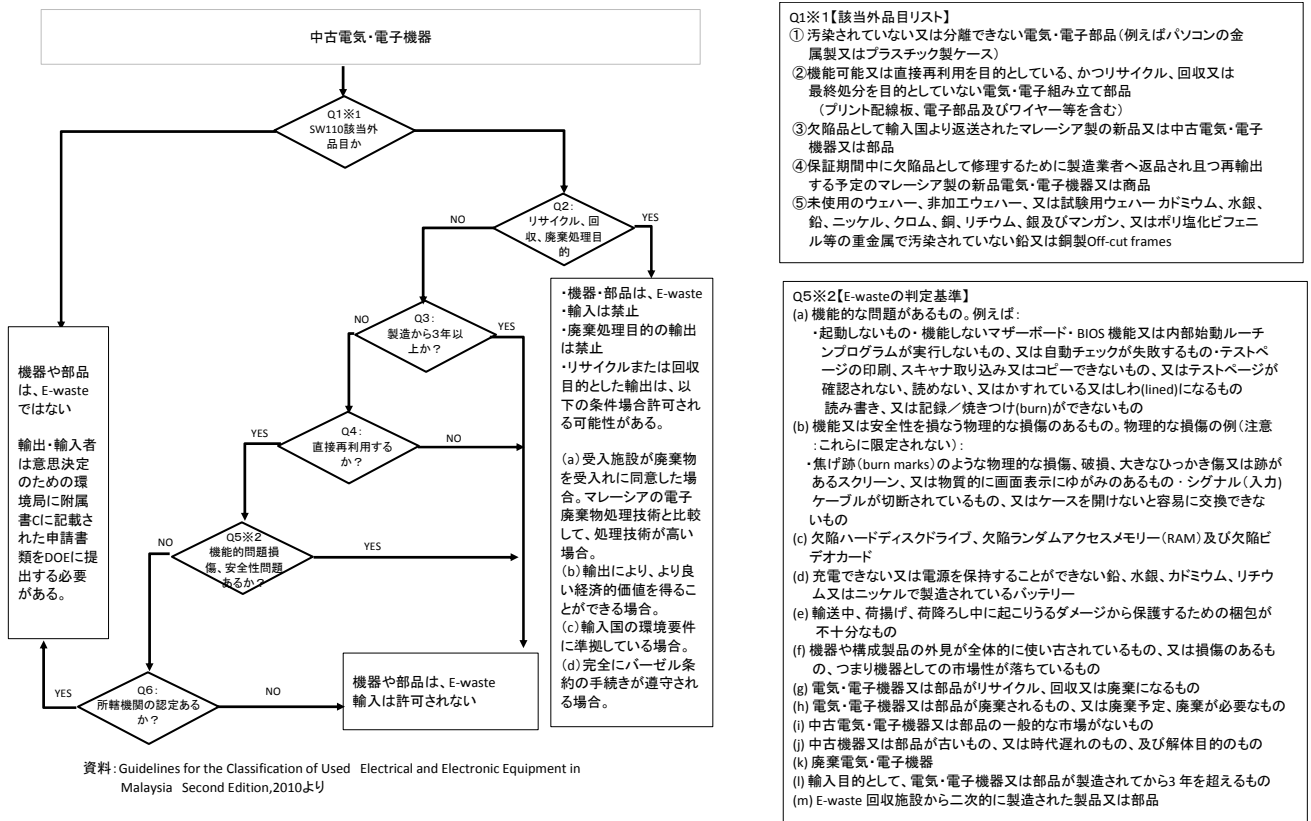 中古電気・電子機器
Q1※1
SW110該当外
品目か
Q2:
リサイクル、回
収、廃棄処理目
的
NO
YES
Q3:
製造から3年以
上か?
NO
YES
・機器・部品は、E-waste
・輸入は禁止
・廃棄処理目的の輸出
は禁止
・リサイクルまたは回収
目的とした輸出は、以
下の条件場合許可され
る可能性がある。
(a)受入施設が廃棄物
を受入れに同意した場
合。マレーシアの電子
廃棄物処理技術と比較
して、処理技術が高い
場合。
(b)輸出により、より良
い経済的価値を得るこ
とができる場合。
(c)輸入国の環境要件
に準拠している場合。
(d)完全にバーゼル条
約の手続きが遵守され
る場合。
機器や部品
は、E-waste
ではない
輸出・輸入者
は意思決定
のための環
境局に附属
書Cに記載さ
れた申請書
類をDOEに提
出する必要
がある。
Q4:
直接再利用する
か?
YES
NO
Q5※2
機能的問題損
傷、安全性問題
あるか?
NO
YES
Q6:
所轄機関の認定ある
か?
YES
NO
機器や部品は、E-waste
輸入は許可されない
資料:Guidelines for the Classification of Used Electrical and Electronic Equipment in
Malaysia Second Edition,2010より
Q1※1【該当外品目リスト】
① 汚染されていない又は分離できない電気・電子部品(例えばパソコンの金
属製又はプラスチック製ケース)
②機能可能又は直接再利用を目的としている、かつリサイクル、回収又は
最終処分を目的としていない電気・電子組み立て部品
(プリント配線板、電子部品及びワイヤー等を含む)
③欠陥品として輸入国より返送されたマレーシア製の新品又は中古電気・電子
機器又は部品
④保証期間中に欠陥品として修理するために製造業者へ返品され且つ再輸出
する予定のマレーシア製の新品電気・電子機器又は商品
⑤未使用のウェハー、非加工ウェハー、又は試験用ウェハーカドミウム、水銀、
鉛、ニッケル、クロム、銅、リチウム、銀及びマンガン、又はポリ塩化ビフェニ
ル等の重金属で汚染されていない鉛又は銅製Off-cut frames
Q5※2【E-wasteの判定基準】
(a) 機能的な問題があるもの。例えば:
・起動しないもの・機能しないマザーボード・BIOS 機能又は内部始動ルーチ
ンプログラムが実行しないもの、又は自動チェックが失敗するもの・テストペ
ージの印刷、スキャナ取り込み又はコピーできないもの、又はテストページが
確認されない、読めない、又はかすれている又はしわ(lined)になるもの
読み書き、又は記録/焼きつけ(burn)ができないもの
(b) 機能又は安全性を損なう物理的な損傷のあるもの。物理的な損傷の例(注意
:これらに限定されない):
・焦げ跡(burn marks)のような物理的な損傷、破損、大きなひっかき傷又は跡が
あるスクリーン、又は物質的に画面表示にゆがみのあるもの・シグナル(入力)
ケーブルが切断されているもの、又はケースを開けないと容易に交換できな
いもの
(c) 欠陥ハードディスクドライブ、欠陥ランダムアクセスメモリー(RAM)及び欠陥ビ
デオカード
(d) 充電できない又は電源を保持することができない鉛、水銀、カドミウム、リチウ
ム又はニッケルで製造されているバッテリー
(e) 輸送中、荷揚げ、荷降ろし中に起こりうるダメージから保護するための梱包が
不十分なもの
(f) 機器や構成製品の外見が全体的に使い古されているもの、又は損傷のあるも
の、つまり機器としての市場性が落ちているもの
(g) 電気・電子機器又は部品がリサイクル、回収又は廃棄になるもの
(h) 電気・電子機器又は部品が廃棄されるもの、又は廃棄予定、廃棄が必要なもの
(i) 中古電気・電子機器又は部品の一般的な市場がないもの
(j) 中古機器又は部品が古いもの、又は時代遅れのもの、及び解体目的のもの
(k) 廃棄電気・電子機器
(l) 輸入目的として、電気・電子機器又は部品が製造されてから3 年を超えるもの
(m) E-waste 回収施設から二次的に製造された製品又は部品